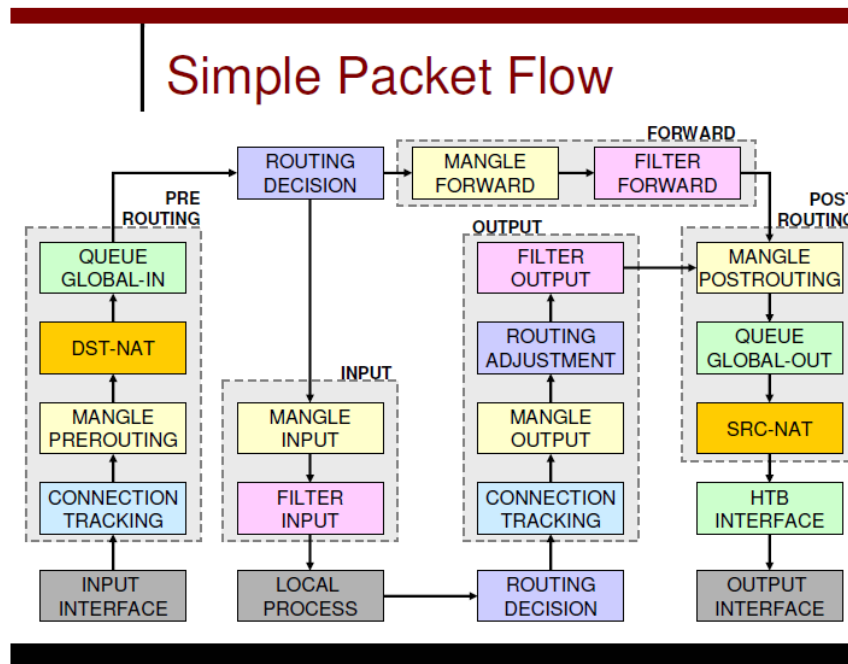 Simple Packet Flow
FORWARD
ROUTING
DECISION
MANGLE
FORWARD
FILTER
FORWARD
PRE
ROUTING
POST
ROUTING
OUTPUT
QUEUE
GLOBAL-IN
FILTER
OUTPUT
MANGLE
POSTROUTING
DST-NAT
ROUTING
ADJUSTMENT
QUEUE
GLOBAL-OUT
INPUT
MANGLE
PREROUTING
MANGLE
INPUT
MANGLE
OUTPUT
SRC-NAT
CONNECTION
TRACKING
FILTER
INPUT
CONNECTION
TRACKING
HTB
INTERFACE
INPUT
INTERFACE
LOCAL
PROCESS
ROUTING
DECISION
OUTPUT
INTERFACE